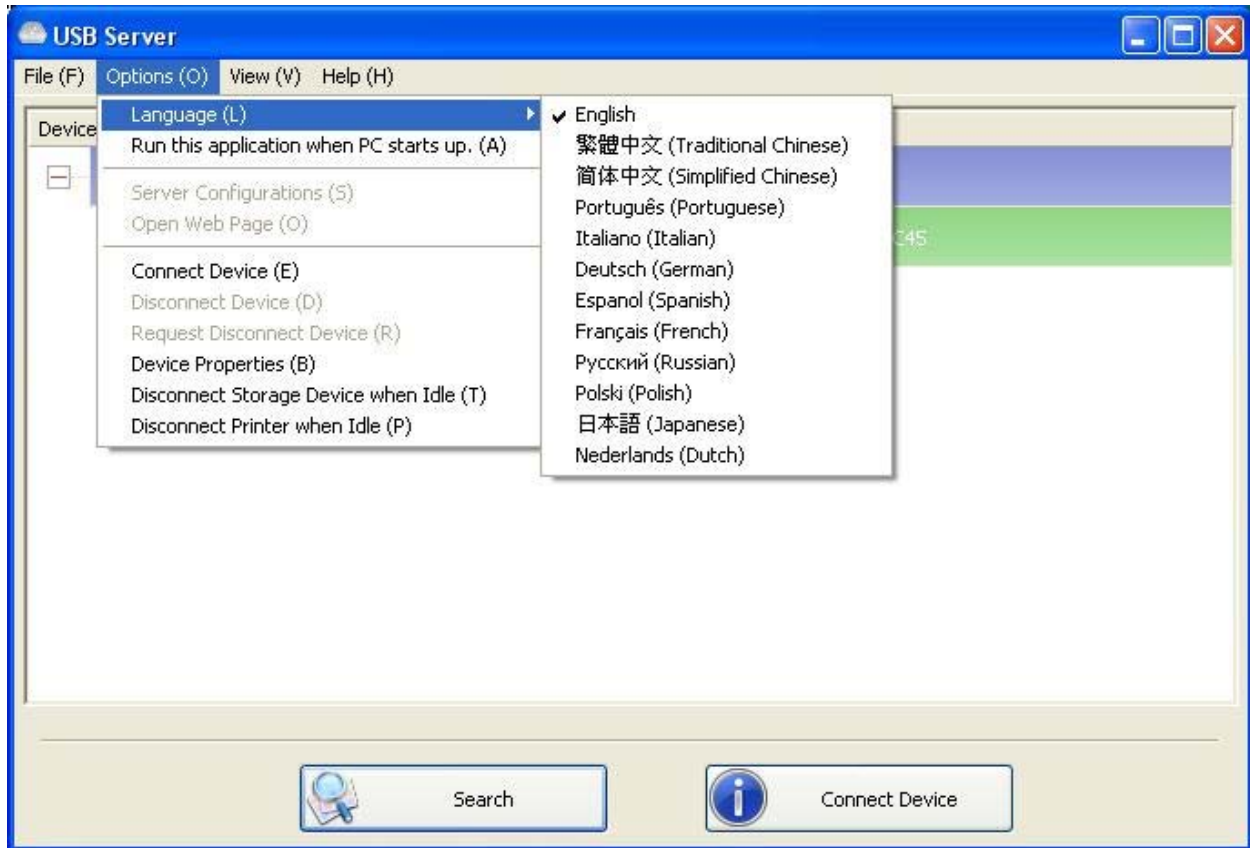 USB Server
File (F) Options (O) View (V) Help (H)
Device
Language (L)
Run this application when PC starts up. (A)
Server Configurations (S)
Open Web Page (O)
Connect Device (E)
Disconnect Device (D)
Request Disconnect Device (R)
Device Properties (B)
Disconnect Storage Device when Idle (T)
Disconnect Printer when Idle (P)
English
繁體中文 (Traditional Chinese)
简体中文 (Simplified Chinese)
Português (Portuguese)
Italiano (Italian)
Deutsch (German)
Espanol (Spanish)
Français (French)
Русский (Russian)
Polski (Polish)
日本語 (Japanese)
Nederlands (Dutch)
C45
Search
Connect Device